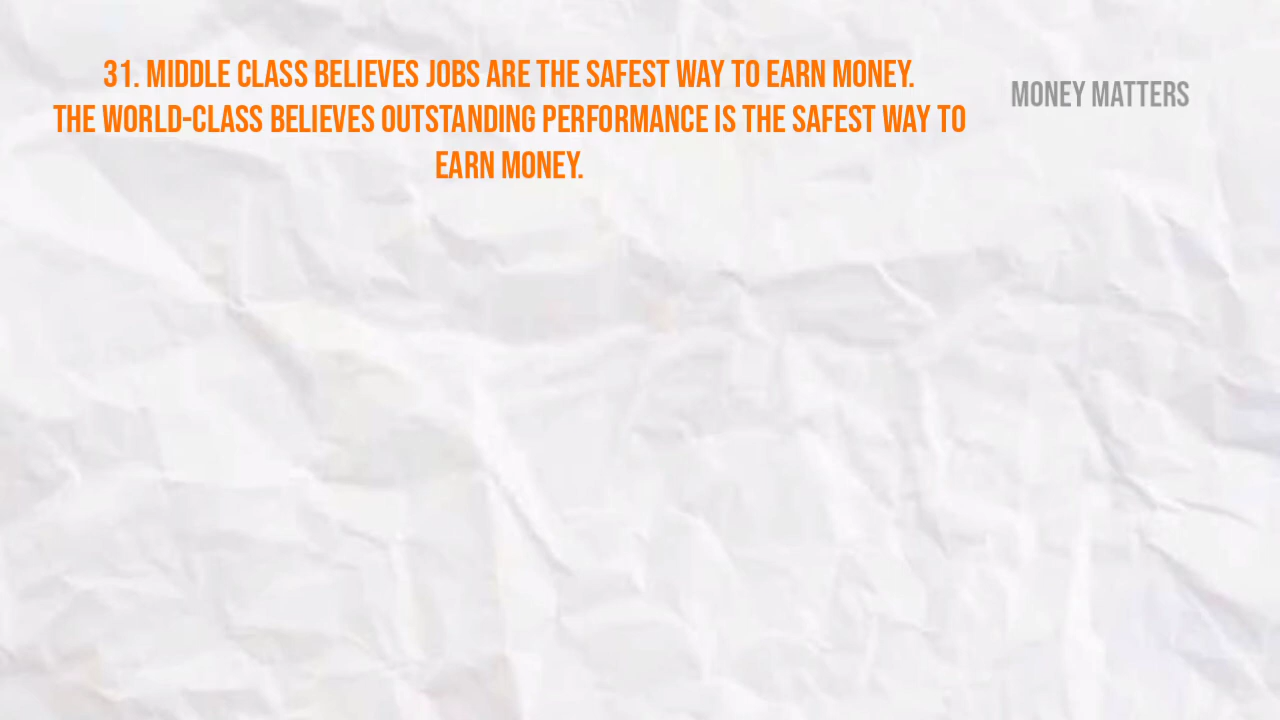 31. MIDDLE CLASS BELIEVES JOBS ARE THE SAFEST WAY TO EARN MONEY.
THE WORLD-CLASS BELIEVES OUTSTANDING PERFORMANCE IS THE SAFEST WAY TO
EARN MONEY.
MONEY MATTERS